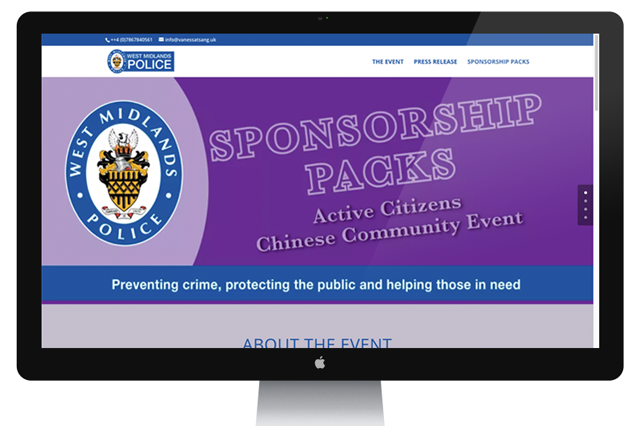 ++4 (0)7867840561 info@vanessatsang.uk
WEST MIDLANDS
POLICE
THE EVENT PRESS RELEASE SPONSORSHIP PACKS
WEST MIDLANDS
POLICE
SPONSORSHIP
PACKS
Active Citizens
Chinese Community Event
Preventing crime, protecting the public and helping those in need
ABOUT THE EVENT